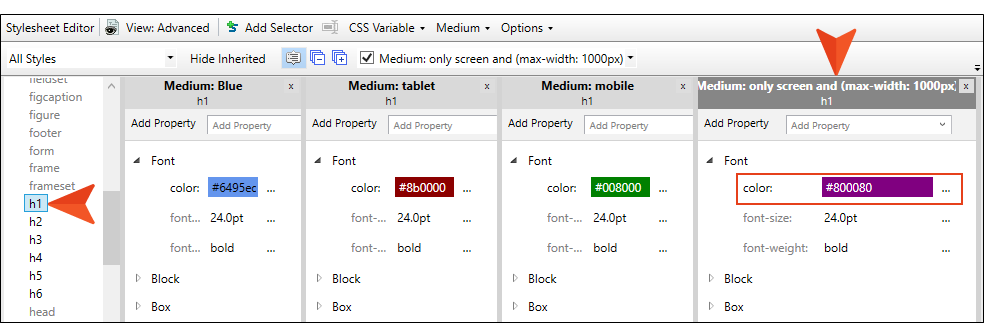 Stylesheet Editor View: Advanced Add Selector CSS Variable Medium Options
All Styles Hide Inherited Medium: only screen and (max-width: 1000px)
fieldset
figcaption
figure
footer
form
frame
frameset
h1
h2
h3
h4
h5
h6
head
Medium: Blue x
h1
Add Property Add Property
Font
color: #6495ec
font... 24.0pt ...
font... bold ...
Block
Box
Medium: tablet x
h1
Add Property Add Property
Font
color: #8b0000 ...
font-... 24.0pt ...
font-... bold ...
Block
Box
Medium: mobile x
h1
Add Property Add Property
Font
color: #008000 ...
font-... 24.0pt ...
font-... bold ...
Block
Box
Medium: only screen and (max-width: 1000px) x
h1
Add Property Add Property
Font
color: #800080 ...
font-size: 24.0pt ...
font-weight: bold ...
Block
Box